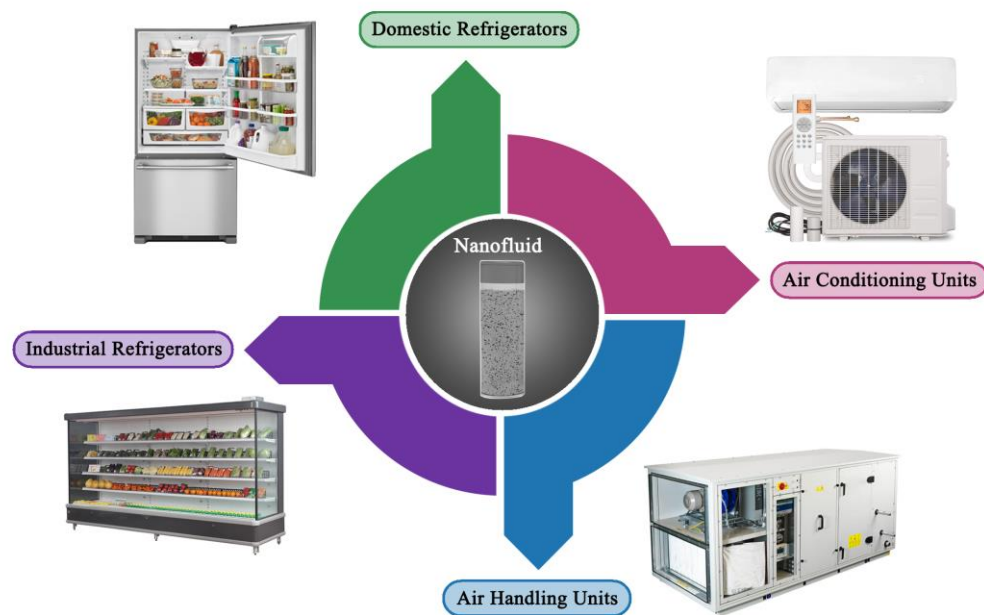 Domestic Refrigerators
Nanofluid
Air Conditioning Units
Industrial Refrigerators
Air Handling Units